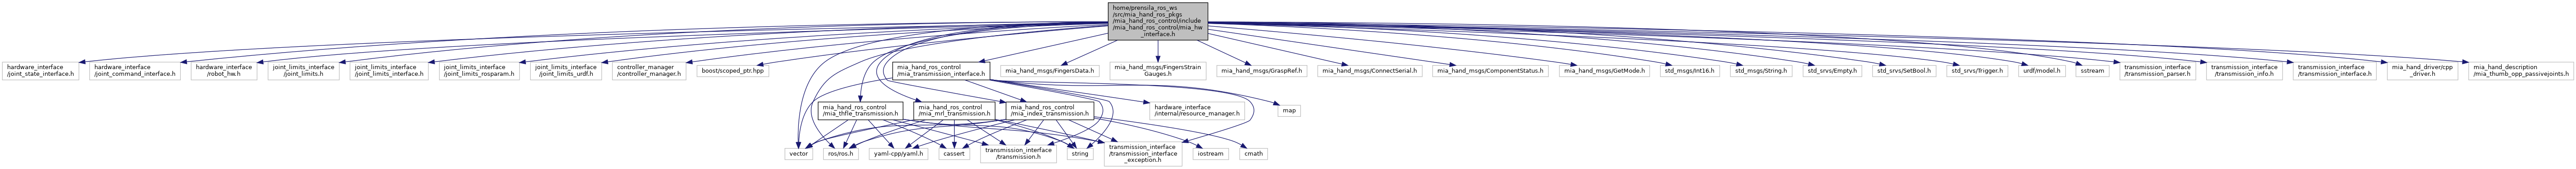 home/prensilia_ros_ws
/src/mia_hand_ros_pkgs
/mia_hand_ros_control/include
/mia_hand_ros_control/mia_hw
_interface.h
hardware_interface
/joint_state_interface.h
hardware_interface
/joint_command_interface.h
hardware_interface
/robot_hw.h
joint_limits_interface
/joint_limits.h
joint_limits_interface
/joint_limits_interface.h
joint_limits_interface
/joint_limits_rosparam.h
joint_limits_interface
/joint_limits_urdf.h
controller_manager
/controller_manager.h
boost/scoped_ptr.hpp
mia_hand_ros_control
/mia_transmission_interface.h
mia_hand_msgs/FingersData.h
mia_hand_msgs/FingersStrain
Gauges.h
mia_hand_msgs/GraspRef.h
mia_hand_msgs/ConnectSerial.h
mia_hand_msgs/ComponentStatus.h
mia_hand_msgs/GetMode.h
std_msgs/Int16.h
std_msgs/String.h
std_srvs/Empty.h
std_srvs/SetBool.h
std_srvs/Trigger.h
urdf/model.h
sstream
transmission_interface
/transmission_parser.h
transmission_interface
/transmission_info.h
transmission_interface
/transmission_interface.h
mia_hand_driver/cpp
_driver.h
mia_hand_description
/mia_thumb_opp_passivejoints.h
mia_hand_ros_control
/mia_thfle_transmission.h
mia_hand_ros_control
/mia_mrl_transmission.h
mia_hand_ros_control
/mia_index_transmission.h
hardware_interface
/internal/resource_manager.h
map
vector
ros/ros.h
yaml-cpp/yaml.h
cassert
transmission_interface
/transmission.h
string
transmission_interface
/transmission_interface
_exception.h
iostream
cmath